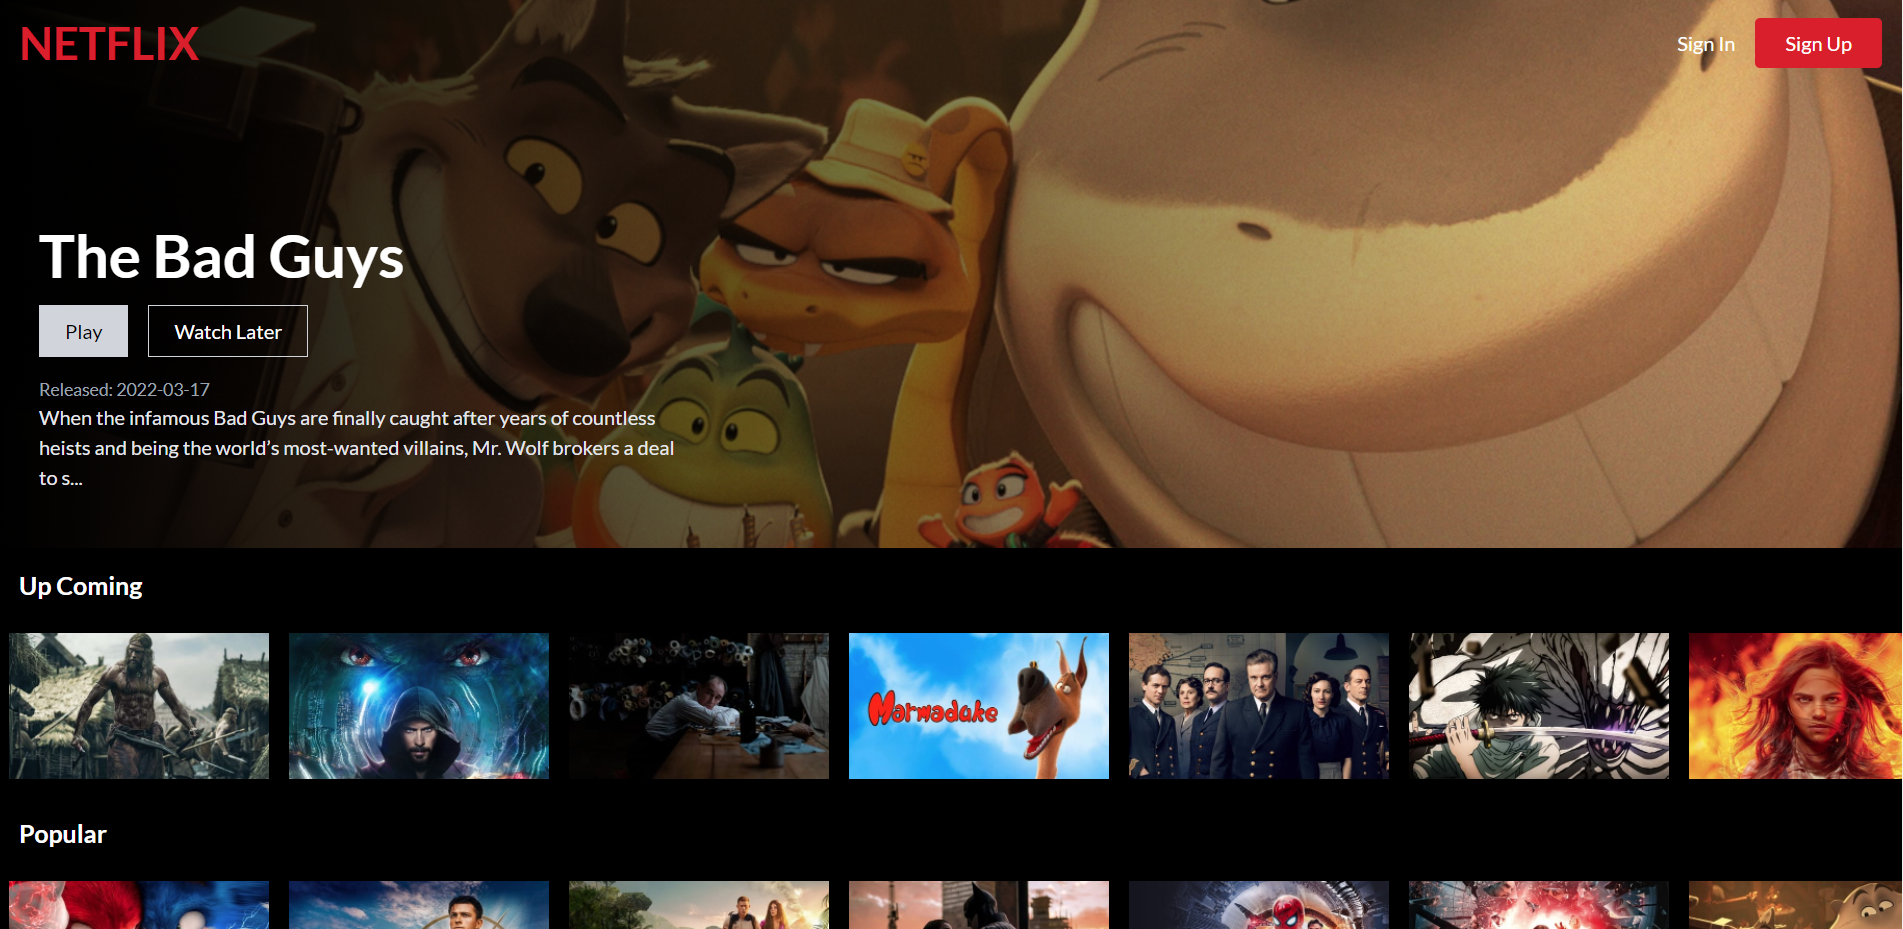 NETFLIX
Sign In
Sign Up
The Bad Guys
Play
Watch Later
Released: 2022-03-17
When the infamous Bad Guys are finally caught after years of countless
heists and being the world’s most-wanted villains, Mr. Wolf brokers a deal
to s...
Up Coming
Marmaduke
Popular